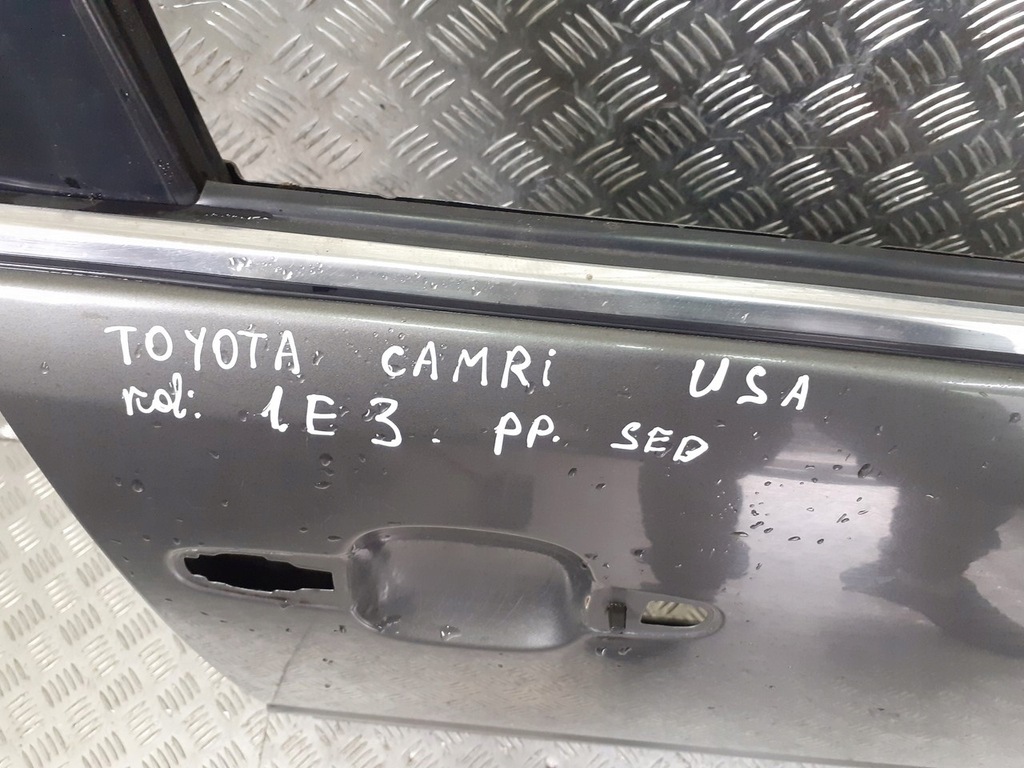 TOYOTA CAMRi USA
kol: 1E3. pp. SED